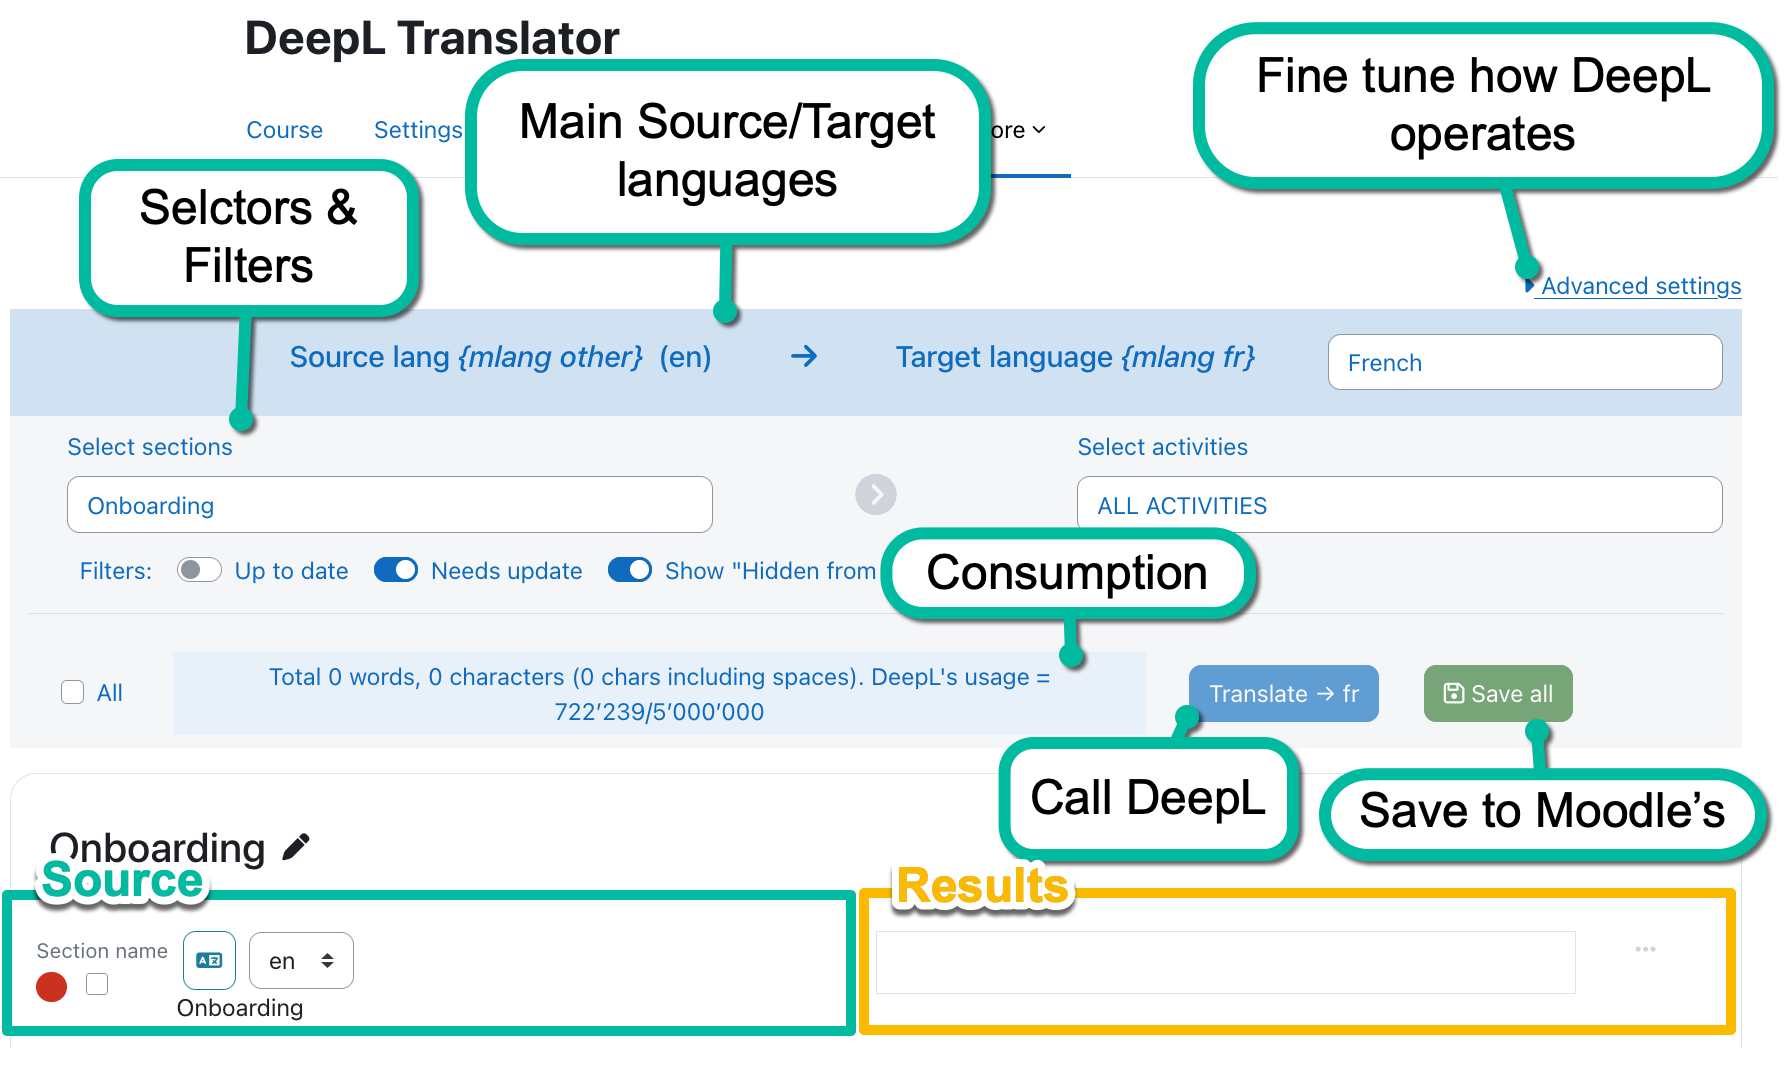 DeepL Translator
Fine tune how DeepL
operates
Main Source/Target
languages
Course
Settings
ore
Selctors &
Filters
Advanced settings
Source lang {mlang other} (en)
→
Target language {mlang fr}
French
Select sections
Select activities
Onboarding
ALL ACTIVITIES
Filters:
Up to date
Needs update
Show "Hidden from
Consumption
All
Total 0 words, 0 characters (0 chars including spaces). DeepL's usage =
722’239/5’000’000
Translate → fr
Save all
Call DeepL
Save to Moodle’s
Onboarding
Source
Results
Section name
en
Onboarding